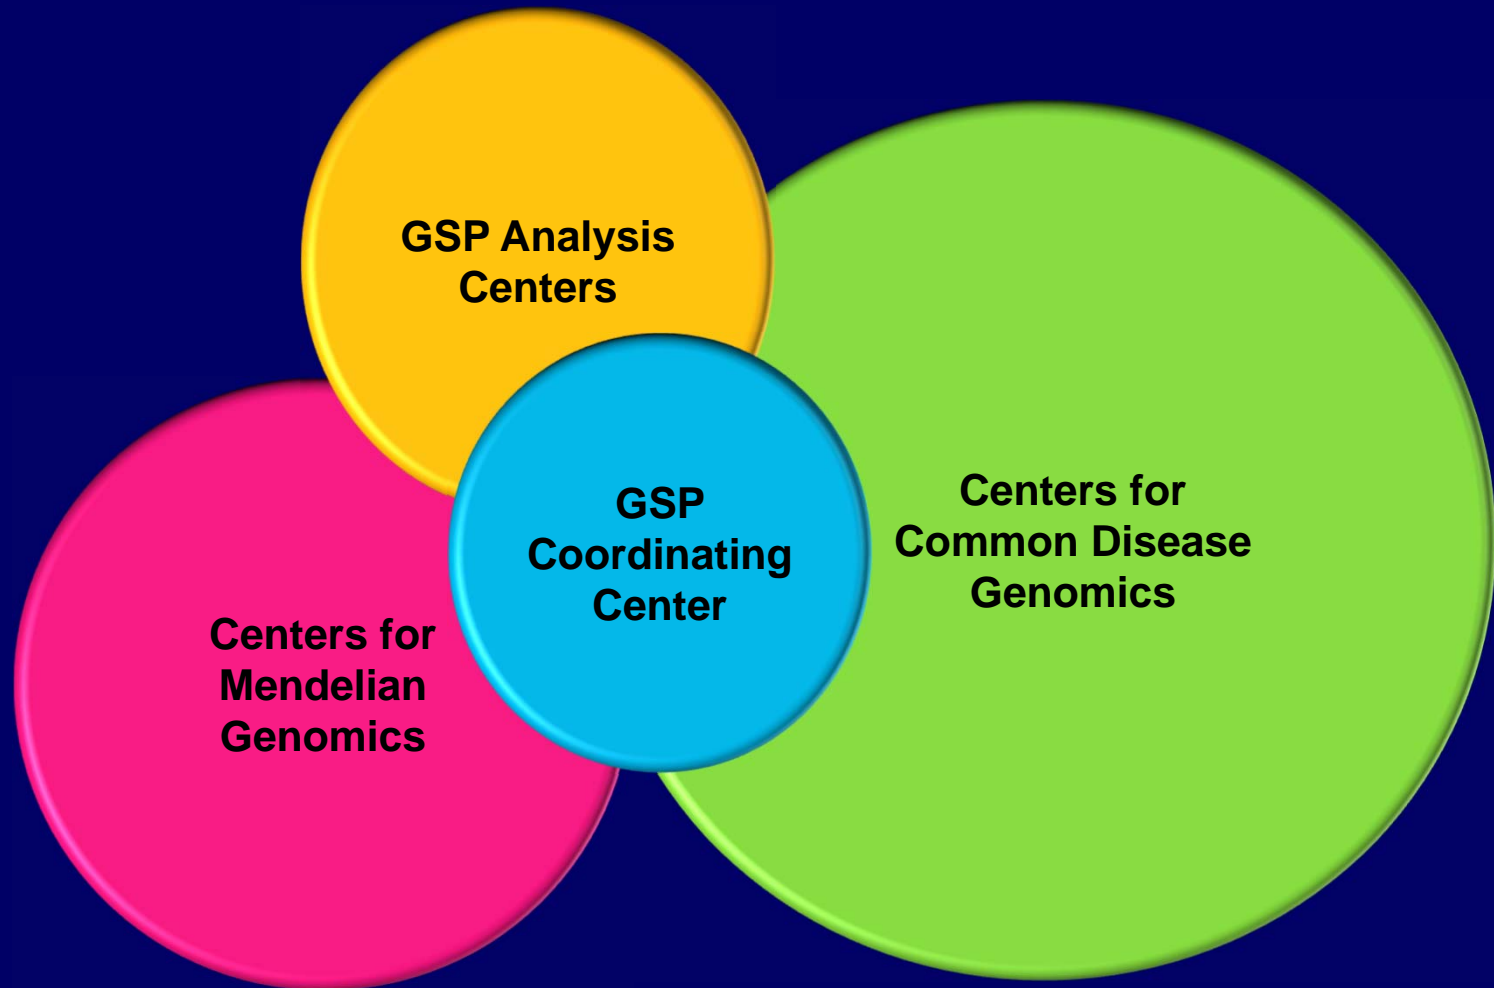 GSP Analysis
Centers
GSP
Coordinating
Center
Centers for
Common Disease
Genomics
Centers for
Mendelian
Genomics